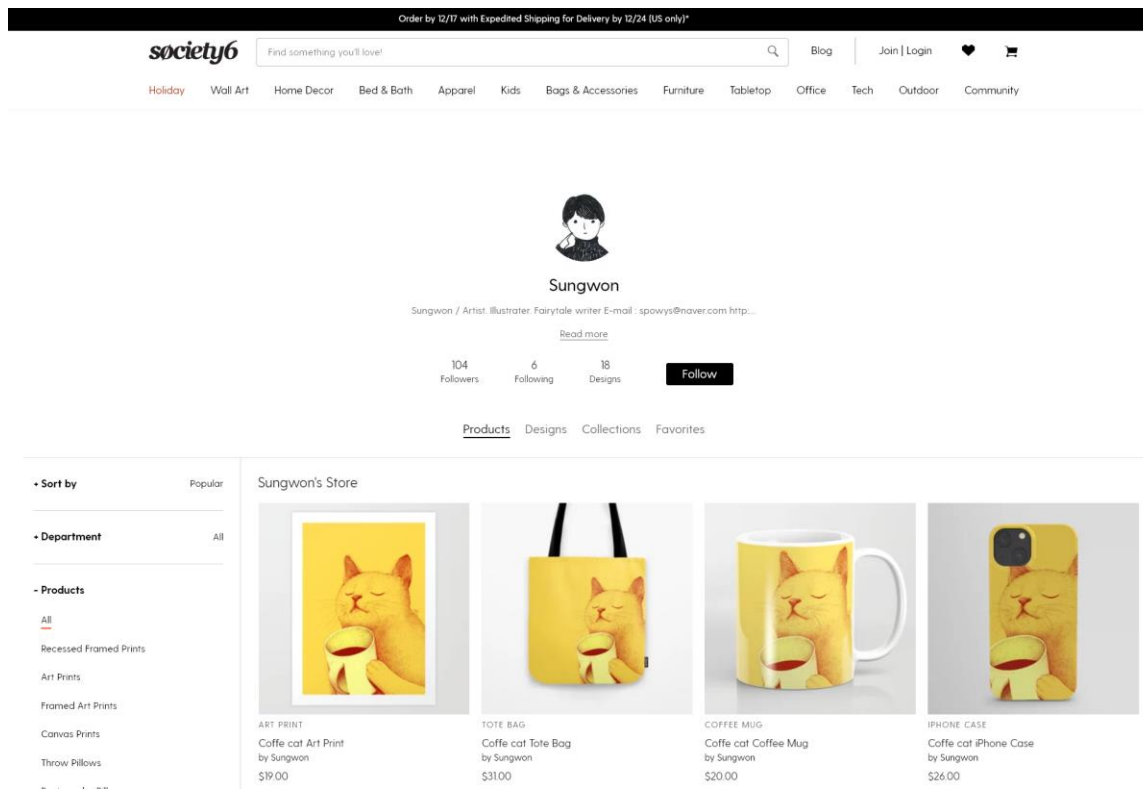 Order by 12/17 with Expedited Shipping for Delivery by 12/24 (US only)*
søciety6
Find something you'll love!
Blog
Join | Login
Holiday Wall Art Home Decor Bed & Bath Apparel Kids Bags & Accessories Furniture Tabletop Office Tech Outdoor Community
Sungwon
Sungwon / Artist. Illustrater. Fairytale writer E-mail : spowys@naver.com http:...
Read more
104 6 18
Followers Following Designs
Follow
Products Designs Collections Favorites
+ Sort by Popular
+ Department All
- Products
All
Recessed Framed Prints
Art Prints
Framed Art Prints
Canvas Prints
Throw Pillows
Sungwon's Store
ART PRINT
Coffe cat Art Print
by Sungwon
$19.00
TOTE BAG
Coffe cat Tote Bag
by Sungwon
$31.00
COFFEE MUG
Coffe cat Coffee Mug
by Sungwon
$20.00
IPHONE CASE
Coffe cat iPhone Case
by Sungwon
$26.00